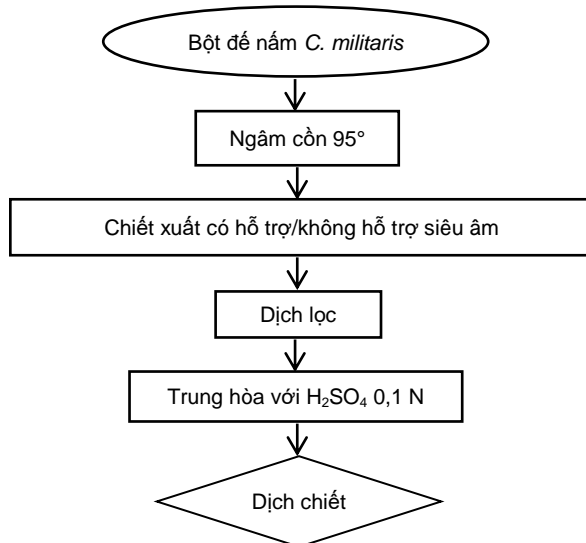 Bột đế nấm C. militaris
Ngâm cồn 95°
Chiết xuất có hỗ trợ/không hỗ trợ siêu âm
Dịch lọc
Trung hòa với H₂SO₄ 0,1 N
Dịch chiết